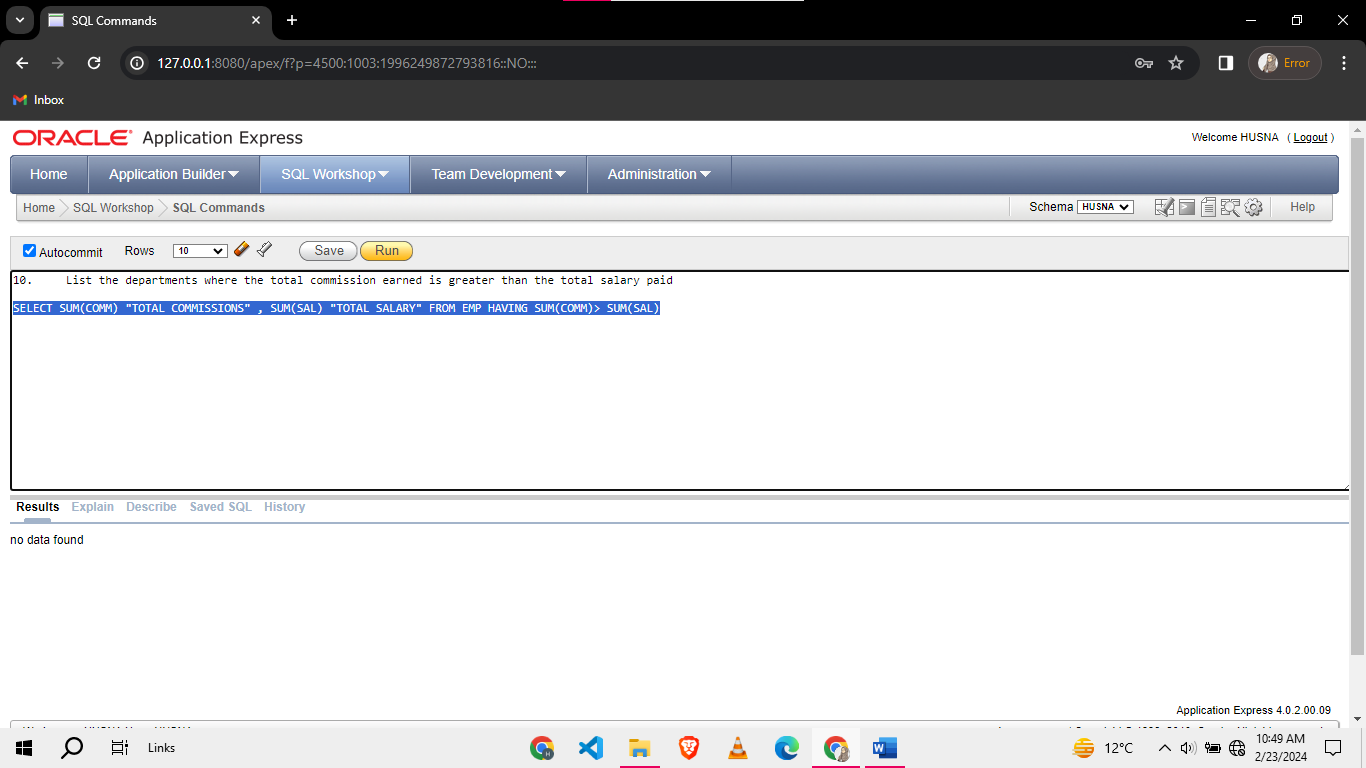 SQL Commands
127.0.0.1:8080/apex/f?p=4500:1003:1996249872793816::NO:::
Error
Inbox
ORACLE Application Express
Welcome HUSNA ( Logout )
Home Application Builder SQL Workshop Team Development Administration
Home SQL Workshop SQL Commands Schema HUSNA Help
Autocommit Rows 10 Save Run
10. List the departments where the total commission earned is greater than the total salary paid
SELECT SUM(COMM) "TOTAL COMMISSIONS" , SUM(SAL) "TOTAL SALARY" FROM EMP HAVING SUM(COMM)> SUM(SAL)
Results Explain Describe Saved SQL History
no data found
Application Express 4.0.2.00.09
Links
12°C
10:49 AM
2/23/2024